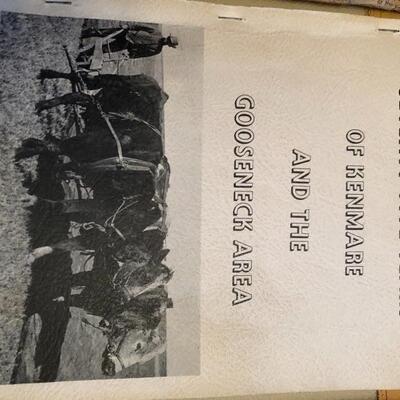 OF KENMARE
AND THE
GOOSENECK AREA